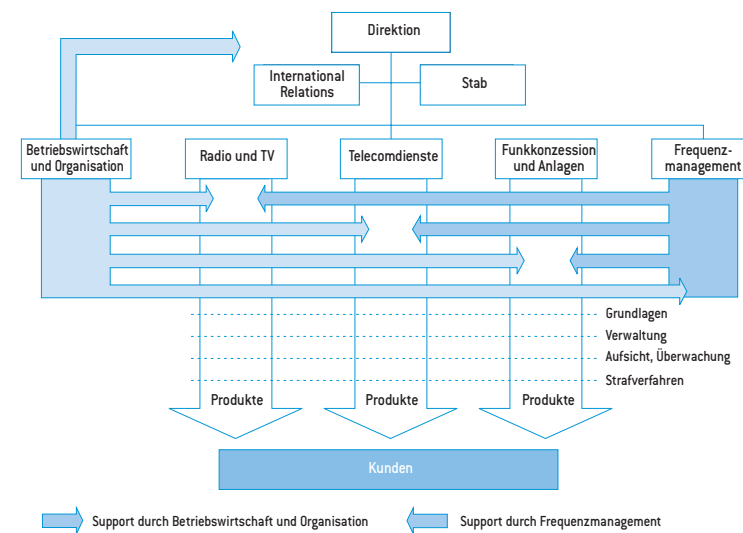 Direktion
International
Relations
Stab
Betriebswirtschaft
und Organisation
Radio und TV
Telecomdienste
Funkkonzession
und Anlagen
Frequenz-
management
Grundlagen
Verwaltung
Aufsicht, Überwachung
Strafverfahren
Produkte
Produkte
Produkte
Kunden
Support durch Betriebswirtschaft und Organisation
Support durch Frequenzmanagement